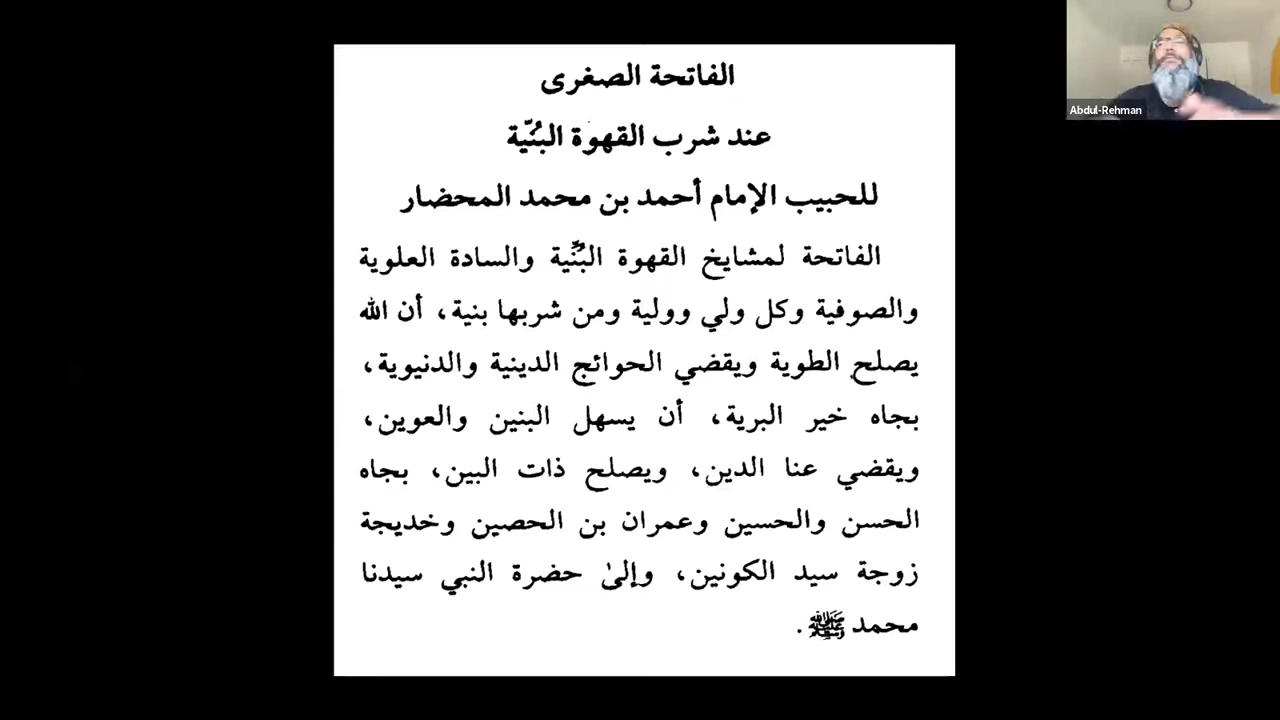 الفاتحة الصغرى
عند شرب القهوة البُنّية
للحبيب الإمام أحمد بن محمد المحضار
الفاتحة لمشايخ القهوة البُنِّية والسادة العلوية
والصوفية وكل ولي وولية ومن شربها بنية، أن الله
يصلح الطوية ويقضي الحوائج الدينية والدنيوية،
بجاه خير البرية، أن يسهل البنين والعوين،
ويقضي عنا الدين، ويصلح ذات البين، بجاه
الحسن والحسين وعمران بن الحصين وخديجة
زوجة سيد الكونين، وإلىٰ حضرة النبي سيدنا
محمد ﷺ.
Abdul-Rehman